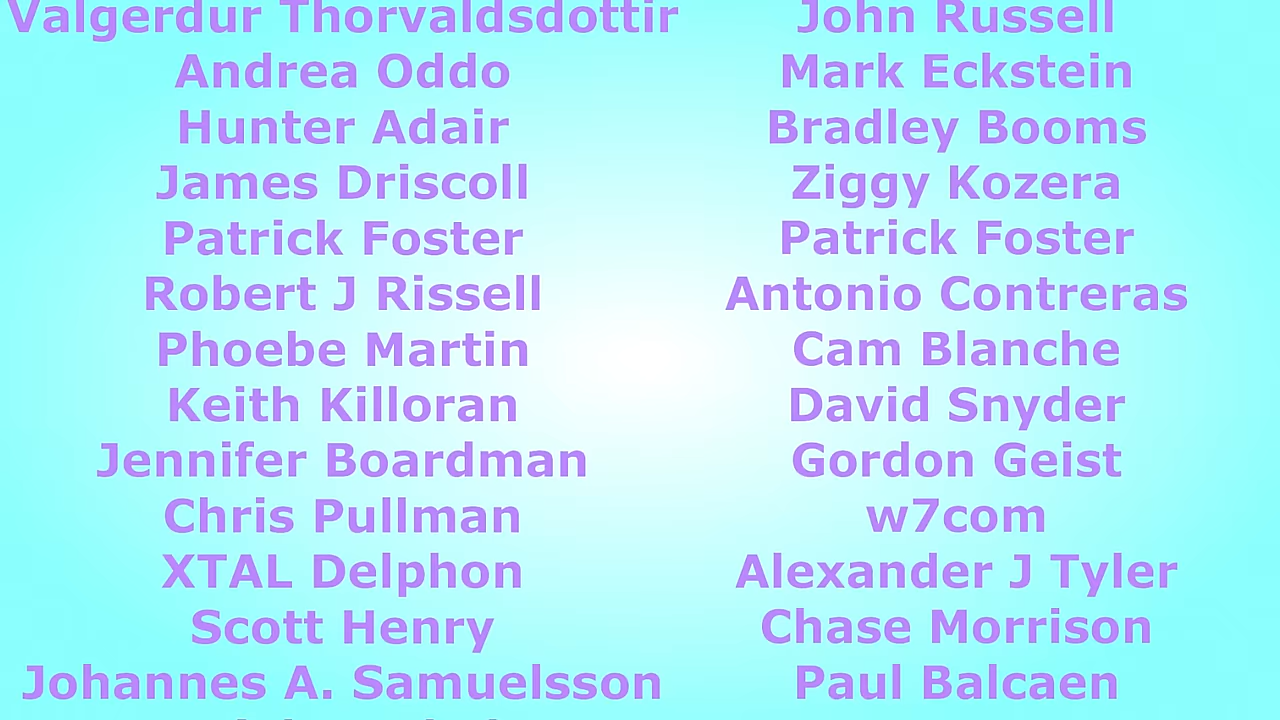 Valgerdur Thorvaldsdottir
Andrea Oddo
Hunter Adair
James Driscoll
Patrick Foster
Robert J Rissell
Phoebe Martin
Keith Killoran
Jennifer Boardman
Chris Pullman
XTAL Delphon
Scott Henry
Johannes A. Samuelsson
John Russell
Mark Eckstein
Bradley Booms
Ziggy Kozera
Patrick Foster
Antonio Contreras
Cam Blanche
David Snyder
Gordon Geist
w7com
Alexander J Tyler
Chase Morrison
Paul Balcaen